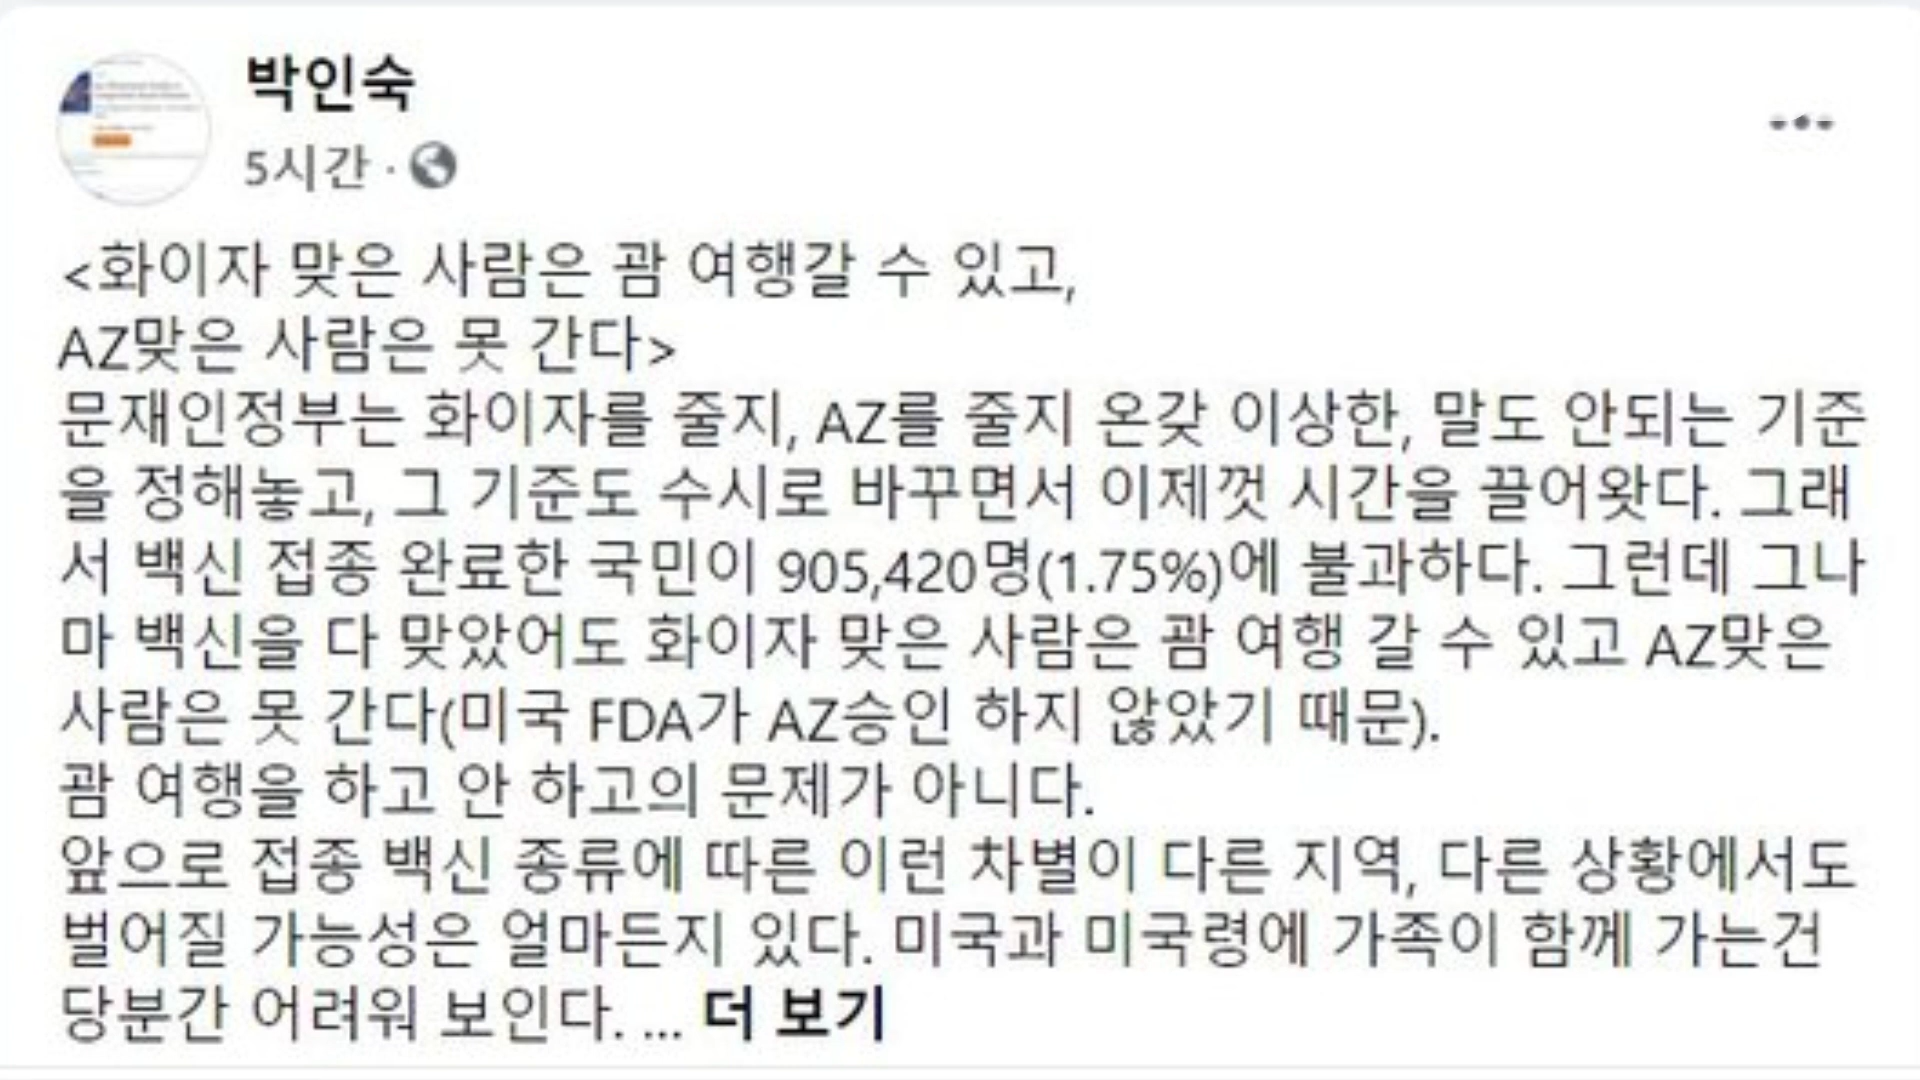 박인숙
5시간 ·
<화이자 맞은 사람은 괌 여행갈 수 있고,
AZ맞은 사람은 못 간다>
문재인정부는 화이자를 줄지, AZ를 줄지 온갖 이상한, 말도 안되는 기준
을 정해놓고, 그 기준도 수시로 바꾸면서 이제껏 시간을 끌어왓다. 그래
서 백신 접종 완료한 국민이 905,420명(1.75%)에 불과하다. 그런데 그나
마 백신을 다 맞았어도 화이자 맞은 사람은 괌 여행 갈 수 있고 AZ맞은
사람은 못 간다(미국 FDA가 AZ승인 하지 않았기 때문).
괌 여행을 하고 안 하고의 문제가 아니다.
앞으로 접종 백신 종류에 따른 이런 차별이 다른 지역, 다른 상황에서도
벌어질 가능성은 얼마든지 있다. 미국과 미국령에 가족이 함께 가는건
당분간 어려워 보인다. ... 더 보기